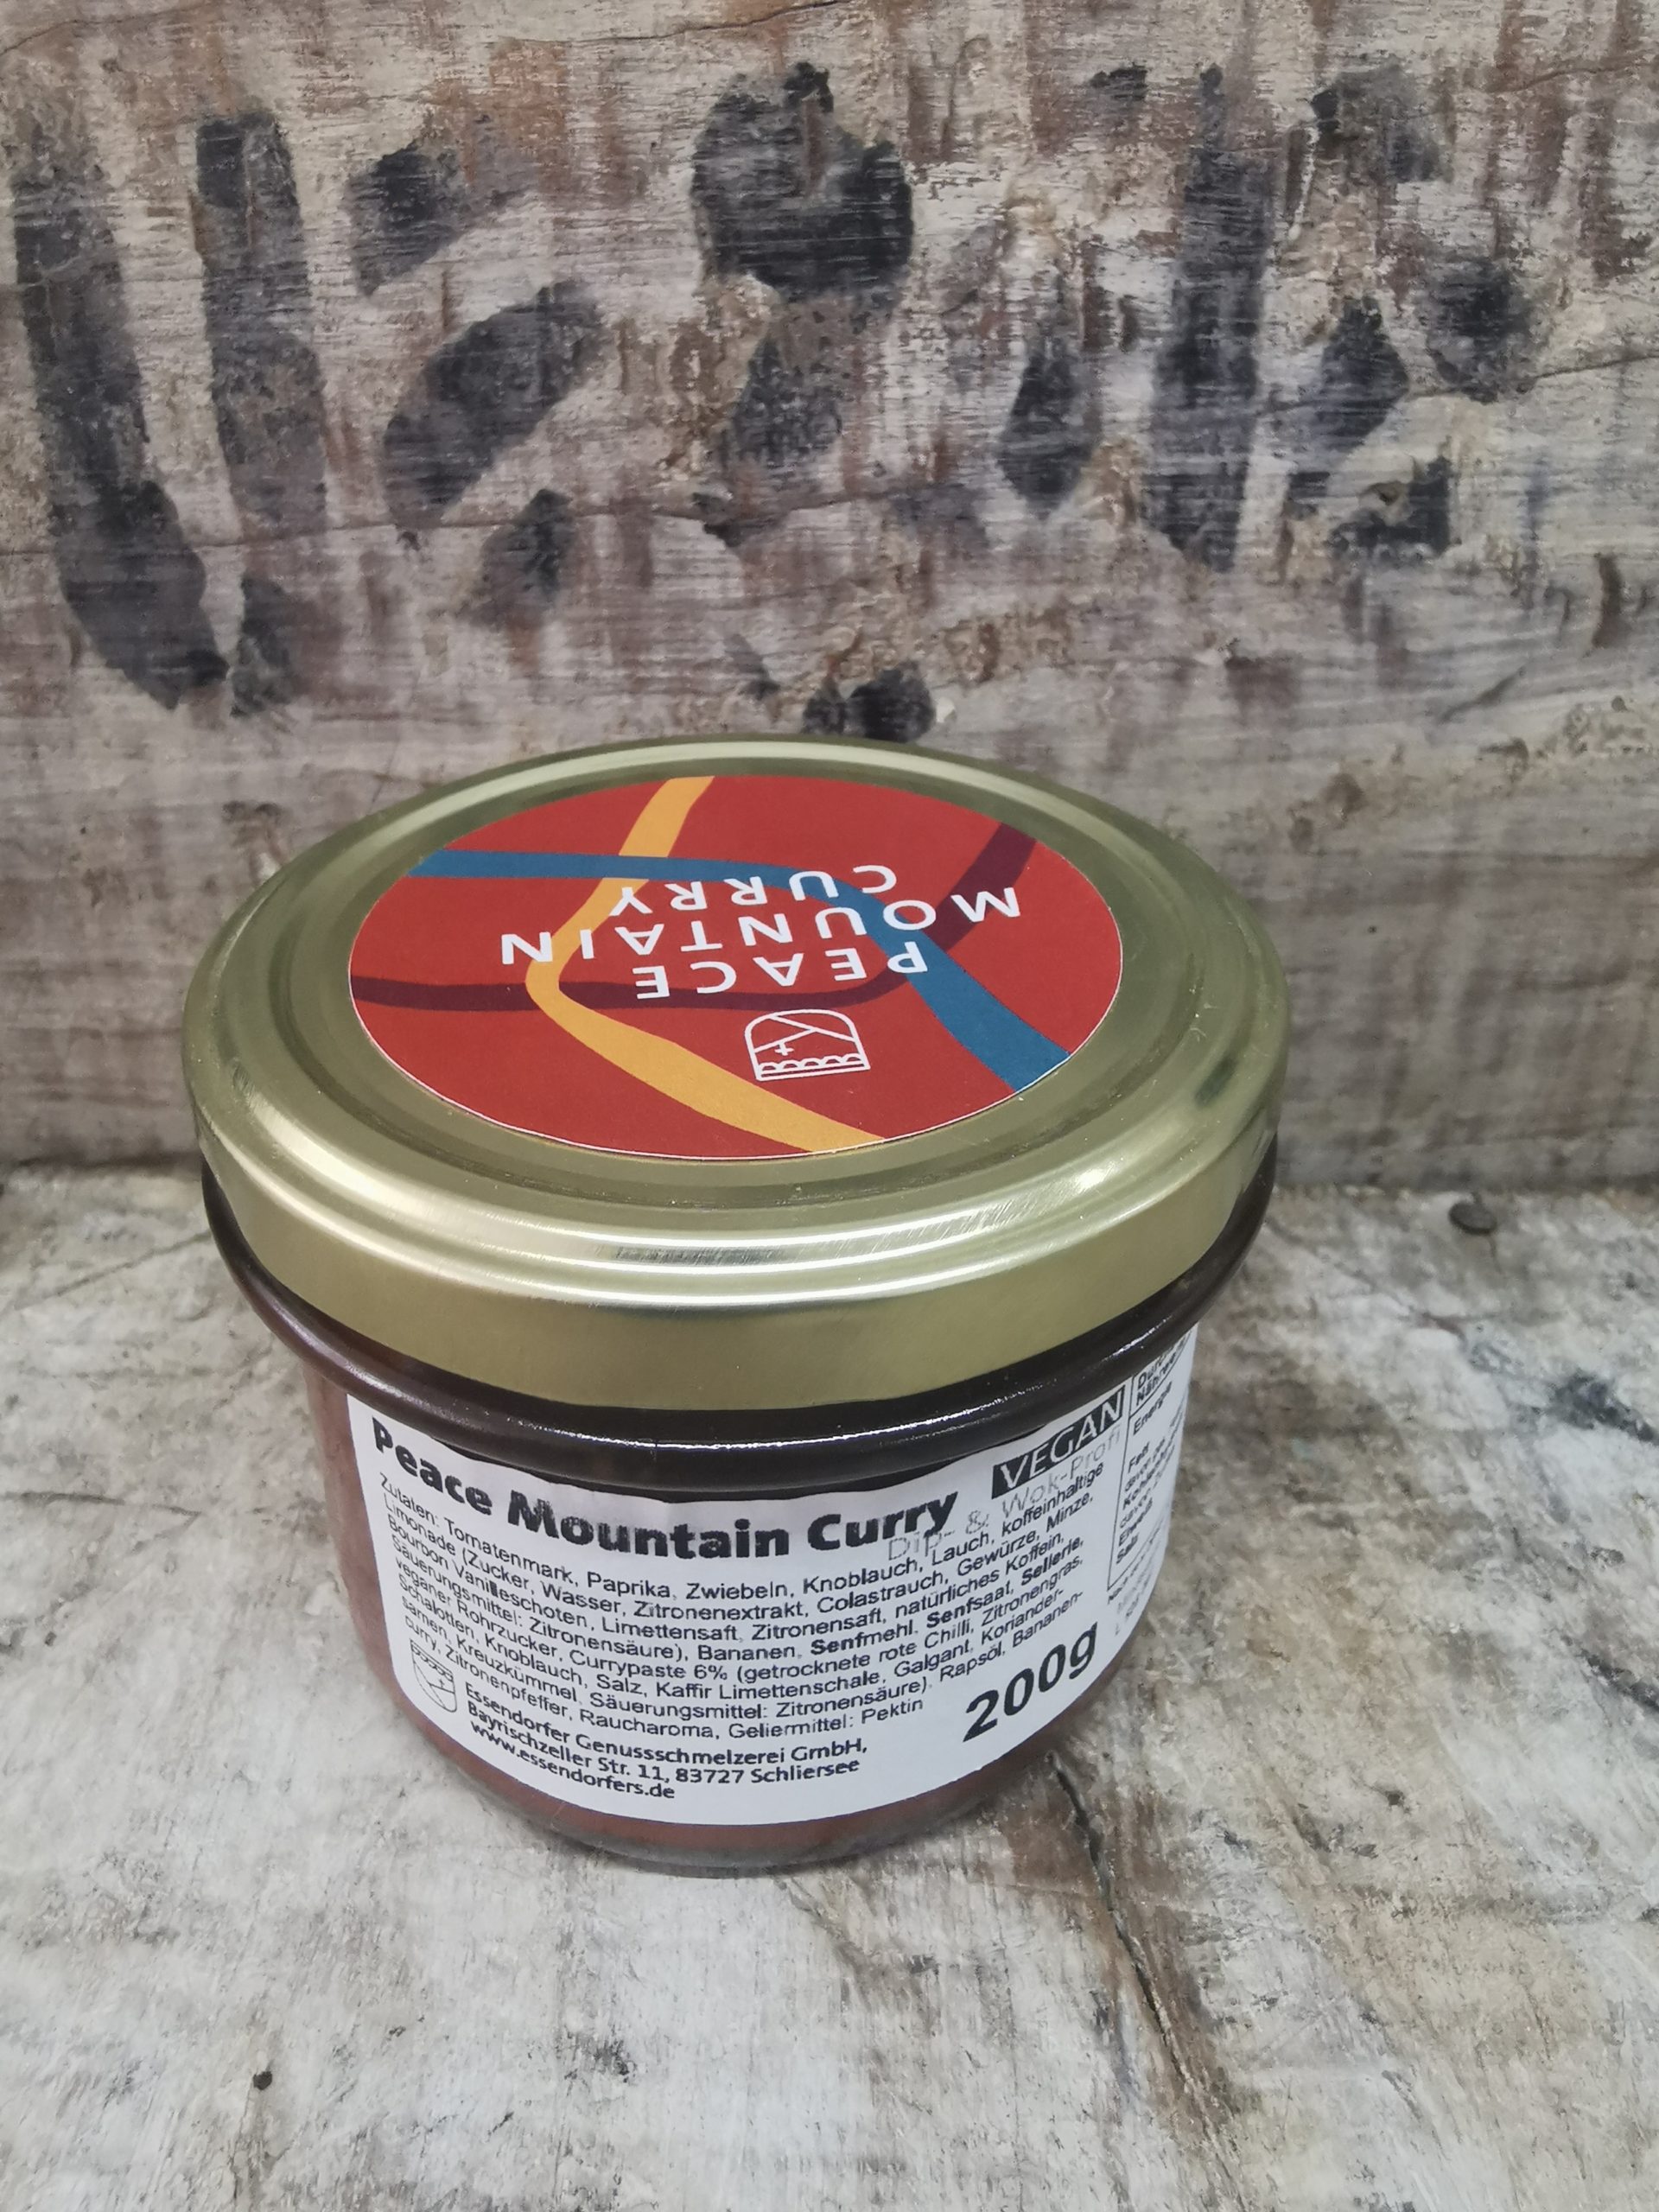 PEACE
MOUNTAIN
CURRY
Peace Mountain Curry
VEGAN
Dip- & Wok-Profi
Zutaten: Tomatenmark, Paprika, Zwiebeln, Knoblauch, Lauch, koffeinhaltige
Limonade (Zucker, Wasser, Zitronenextrakt, Colastrauch, Gewürze, Minze,
Bourbon Vanilleschoten, Limettensaft, Zitronensaft, natürliches Koffein,
Säuerungsmittel: Zitronensäure), Bananen, Senfmehl, Senfsaat, Sellerie,
veganer Rohrzucker, Currypaste 6% (getrocknete rote Chilli, Zitronengras,
Schalotten, Knoblauch, Salz, Kaffir Limettenschale, Galgant, Koriander-
samen, Kreuzkümmel, Säuerungsmittel: Zitronensäure), Rapsöl, Bananen-
curry, Zitronenpfeffer, Raucharoma, Geliermittel: Pektin
200g
Essendorfer Genussschmelzerei GmbH,
Bayrischzeller Str. 11, 83727 Schliersee
www.essendorfers.de
Energie
Fett
Salz